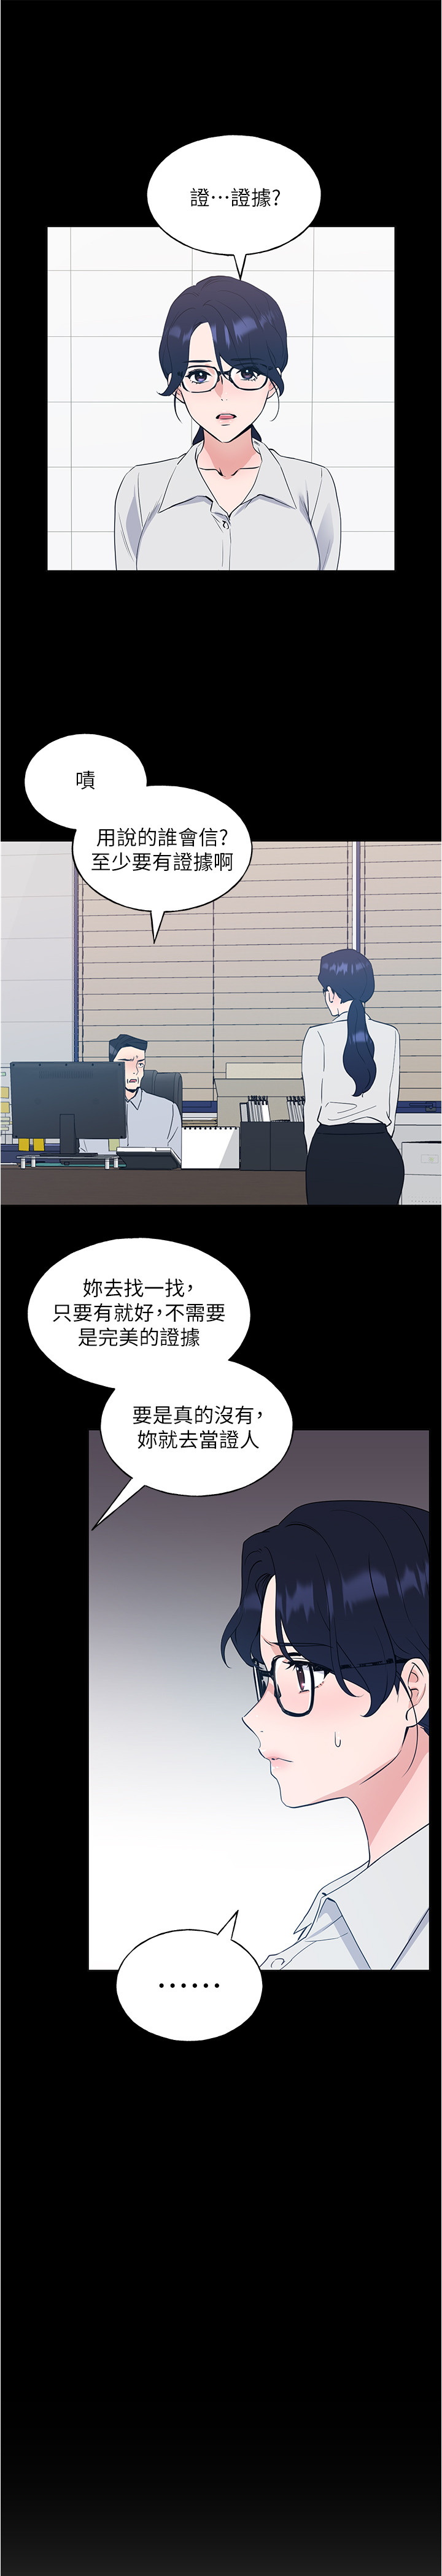 證…證據?
嘖
用說的誰會信?
至少要有證據啊
妳去找一找，
只要有就好，不需要
是完美的證據
要是真的沒有，
妳就去當證人
……